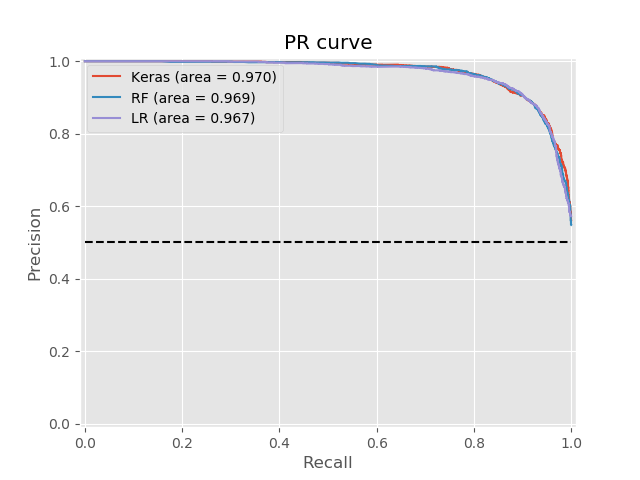 PR curve
Keras (area = 0.970)
RF (area = 0.969)
LR (area = 0.967)
Precision
1.0
0.8
0.6
0.4
0.2
0.0
0.0 0.2 0.4 0.6 0.8 1.0
Recall